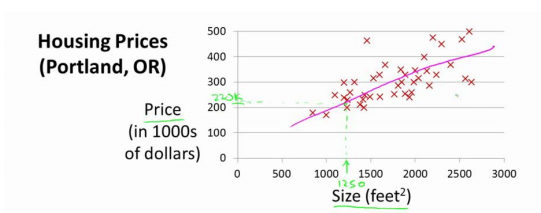 Housing Prices
(Portland, OR)
Price
(in 1000s
of dollars)
500
400
300
220K
200
100
0
0 500 1000 1500 2000 2500 3000
1250
Size (feet²)